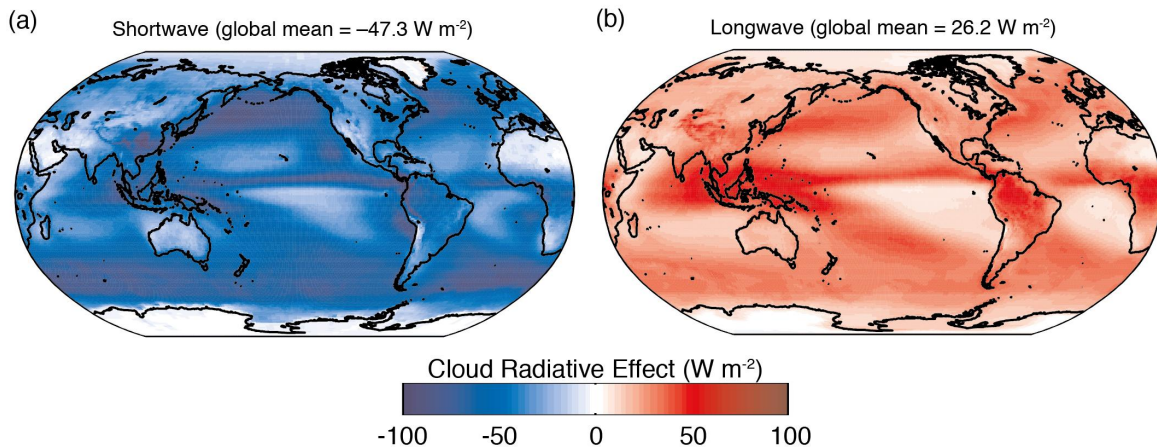 (a)
Shortwave (global mean = –47.3 W m-2)
(b)
Longwave (global mean = 26.2 W m-2)
Cloud Radiative Effect (W m-2)
-100 -50 0 50 100